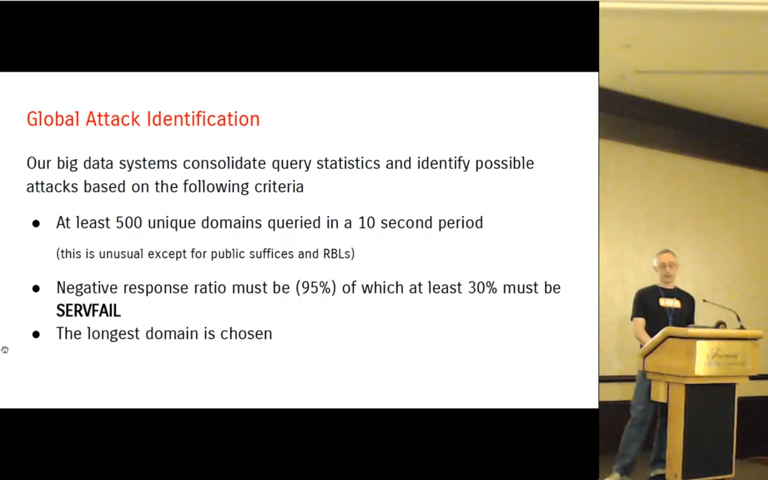 Global Attack Identification
Our big data systems consolidate query statistics and identify possible
attacks based on the following criteria
● At least 500 unique domains queried in a 10 second period
(this is unusual except for public suffices and RBLs)
● Negative response ratio must be (95%) of which at least 30% must be
SERVFAIL
● The longest domain is chosen
Fairmont